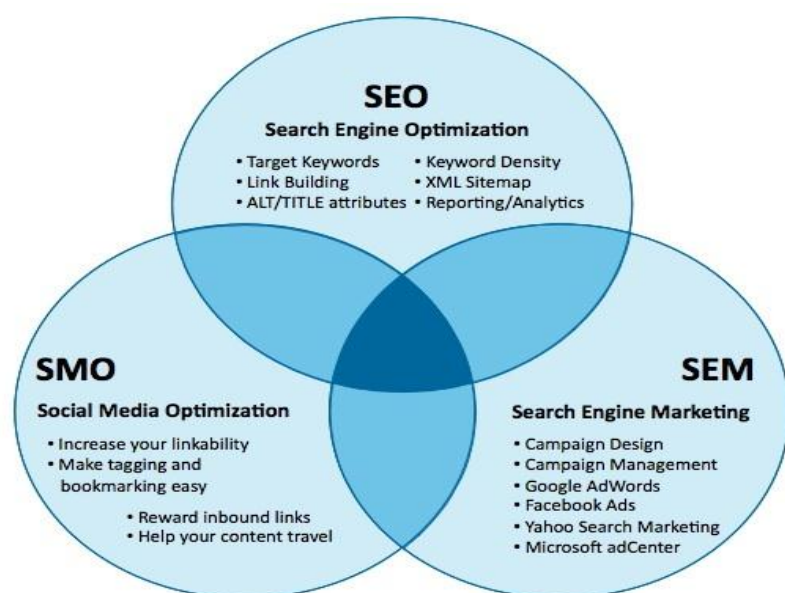 SEO
Search Engine Optimization
• Target Keywords
• Link Building
• ALT/TITLE attributes
• Keyword Density
• XML Sitemap
• Reporting/Analytics
SMO
Social Media Optimization
• Increase your linkability
• Make tagging and
bookmarking easy
• Reward inbound links
• Help your content travel
SEM
Search Engine Marketing
• Campaign Design
• Campaign Management
• Google AdWords
• Facebook Ads
• Yahoo Search Marketing
• Microsoft adCenter